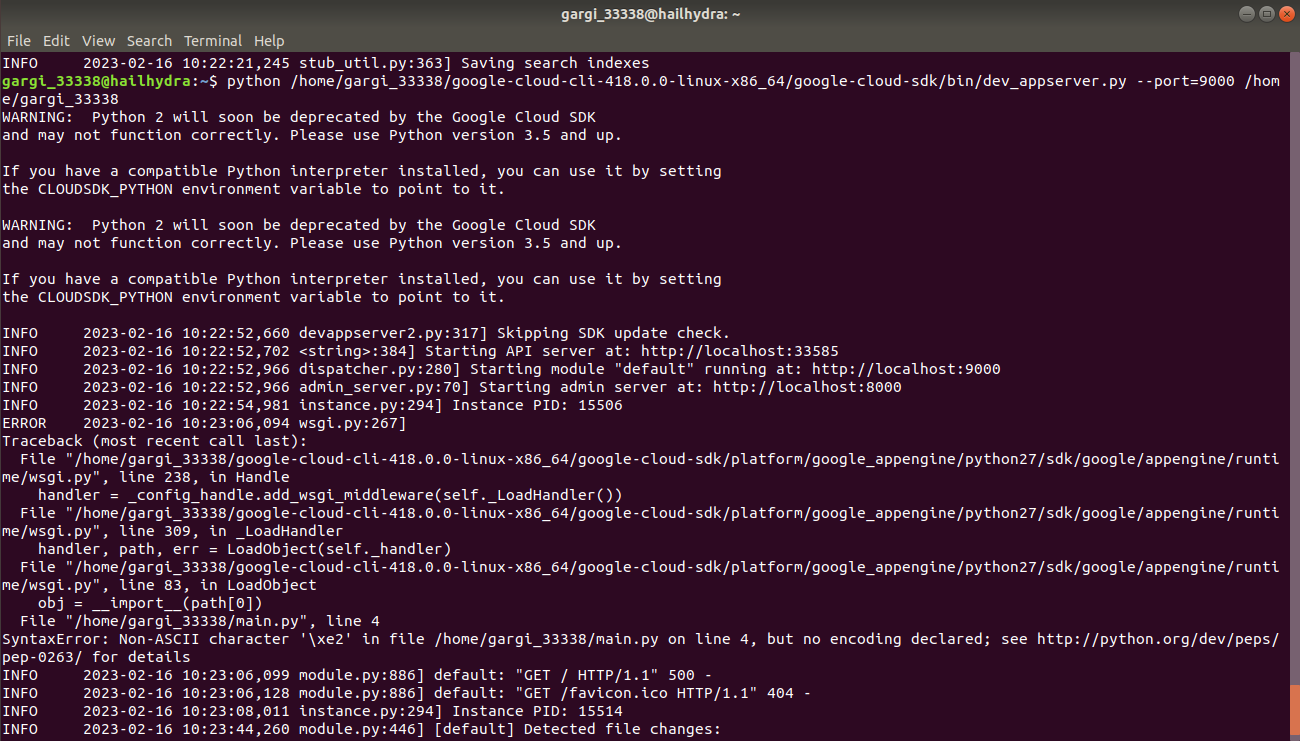 gargi_33338@hailhydra: ~
File Edit View Search Terminal Help
INFO     2023-02-16 10:22:21,245 stub_util.py:363] Saving search indexes
gargi_33338@hailhydra:~$ python /home/gargi_33338/google-cloud-cli-418.0.0-linux-x86_64/google-cloud-sdk/bin/dev_appserver.py --port=9000 /hom
e/gargi_33338
WARNING:  Python 2 will soon be deprecated by the Google Cloud SDK
and may not function correctly. Please use Python version 3.5 and up.
If you have a compatible Python interpreter installed, you can use it by setting
the CLOUDSDK_PYTHON environment variable to point to it.
WARNING:  Python 2 will soon be deprecated by the Google Cloud SDK
and may not function correctly. Please use Python version 3.5 and up.
If you have a compatible Python interpreter installed, you can use it by setting
the CLOUDSDK_PYTHON environment variable to point to it.
INFO     2023-02-16 10:22:52,660 devappserver2.py:317] Skipping SDK update check.
INFO     2023-02-16 10:22:52,702 <string>:384] Starting API server at: http://localhost:33585
INFO     2023-02-16 10:22:52,966 dispatcher.py:280] Starting module "default" running at: http://localhost:9000
INFO     2023-02-16 10:22:52,966 admin_server.py:70] Starting admin server at: http://localhost:8000
INFO     2023-02-16 10:22:54,981 instance.py:294] Instance PID: 15506
ERROR    2023-02-16 10:23:06,094 wsgi.py:267]
Traceback (most recent call last):
  File "/home/gargi_33338/google-cloud-cli-418.0.0-linux-x86_64/google-cloud-sdk/platform/google_appengine/python27/sdk/google/appengine/runti
me/wsgi.py", line 238, in Handle
    handler = _config_handle.add_wsgi_middleware(self._LoadHandler())
  File "/home/gargi_33338/google-cloud-cli-418.0.0-linux-x86_64/google-cloud-sdk/platform/google_appengine/python27/sdk/google/appengine/runti
me/wsgi.py", line 309, in _LoadHandler
    handler, path, err = LoadObject(self._handler)
  File "/home/gargi_33338/google-cloud-cli-418.0.0-linux-x86_64/google-cloud-sdk/platform/google_appengine/python27/sdk/google/appengine/runti
me/wsgi.py", line 83, in LoadObject
    obj = __import__(path[0])
  File "/home/gargi_33338/main.py", line 4
SyntaxError: Non-ASCII character '\xe2' in file /home/gargi_33338/main.py on line 4, but no encoding declared; see http://python.org/dev/peps/
pep-0263/ for details
INFO     2023-02-16 10:23:06,099 module.py:886] default: "GET / HTTP/1.1" 500 -
INFO     2023-02-16 10:23:06,128 module.py:886] default: "GET /favicon.ico HTTP/1.1" 404 -
INFO     2023-02-16 10:23:08,011 instance.py:294] Instance PID: 15514
INFO     2023-02-16 10:23:44,260 module.py:446] [default] Detected file changes: